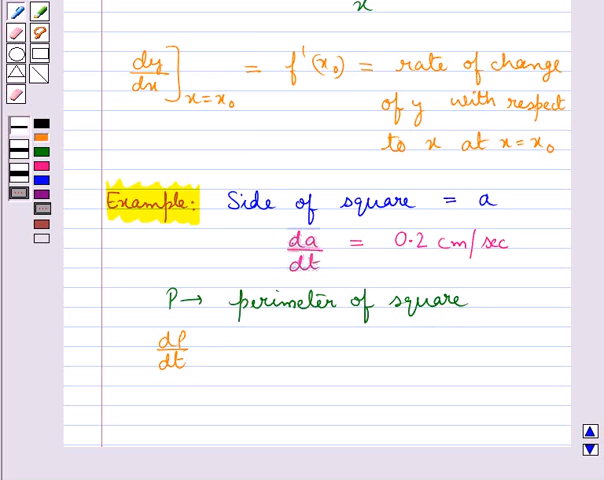 x
dy/dx]x=x₀ = f'(x₀) = rate of change
of y with respect
to x at x=x₀
Example: Side of square = a
da/dt = 0.2 cm/sec
P→ perimeter of square
dP/dt